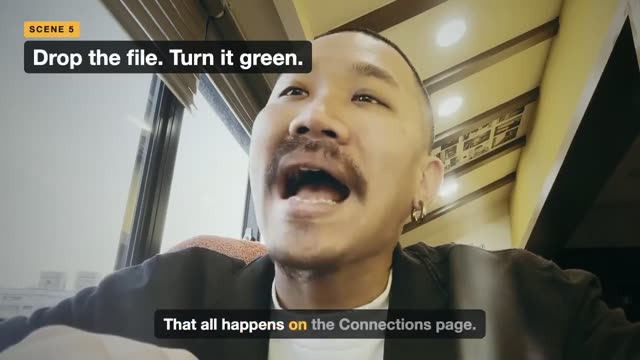 SCENE 5
Drop the file. Turn it green.
That all happens on the Connections page.